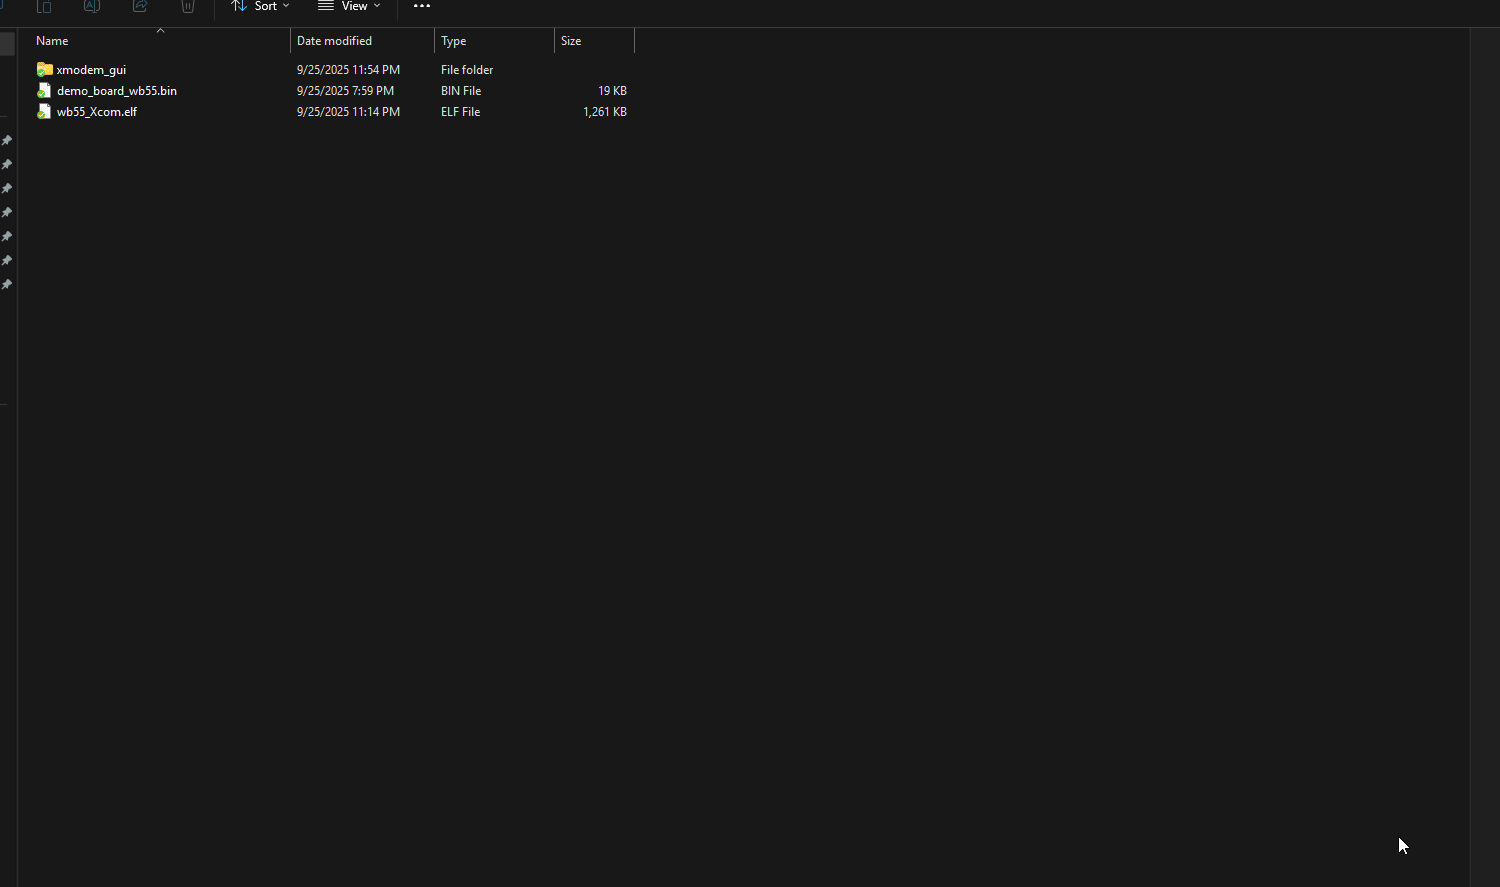 Sort View
Name Date modified Type Size
xmodem_gui 9/25/2025 11:54 PM File folder
demo_board_wb55.bin 9/25/2025 7:59 PM BIN File 19 KB
wb55_Xcom.elf 9/25/2025 11:14 PM ELF File 1,261 KB